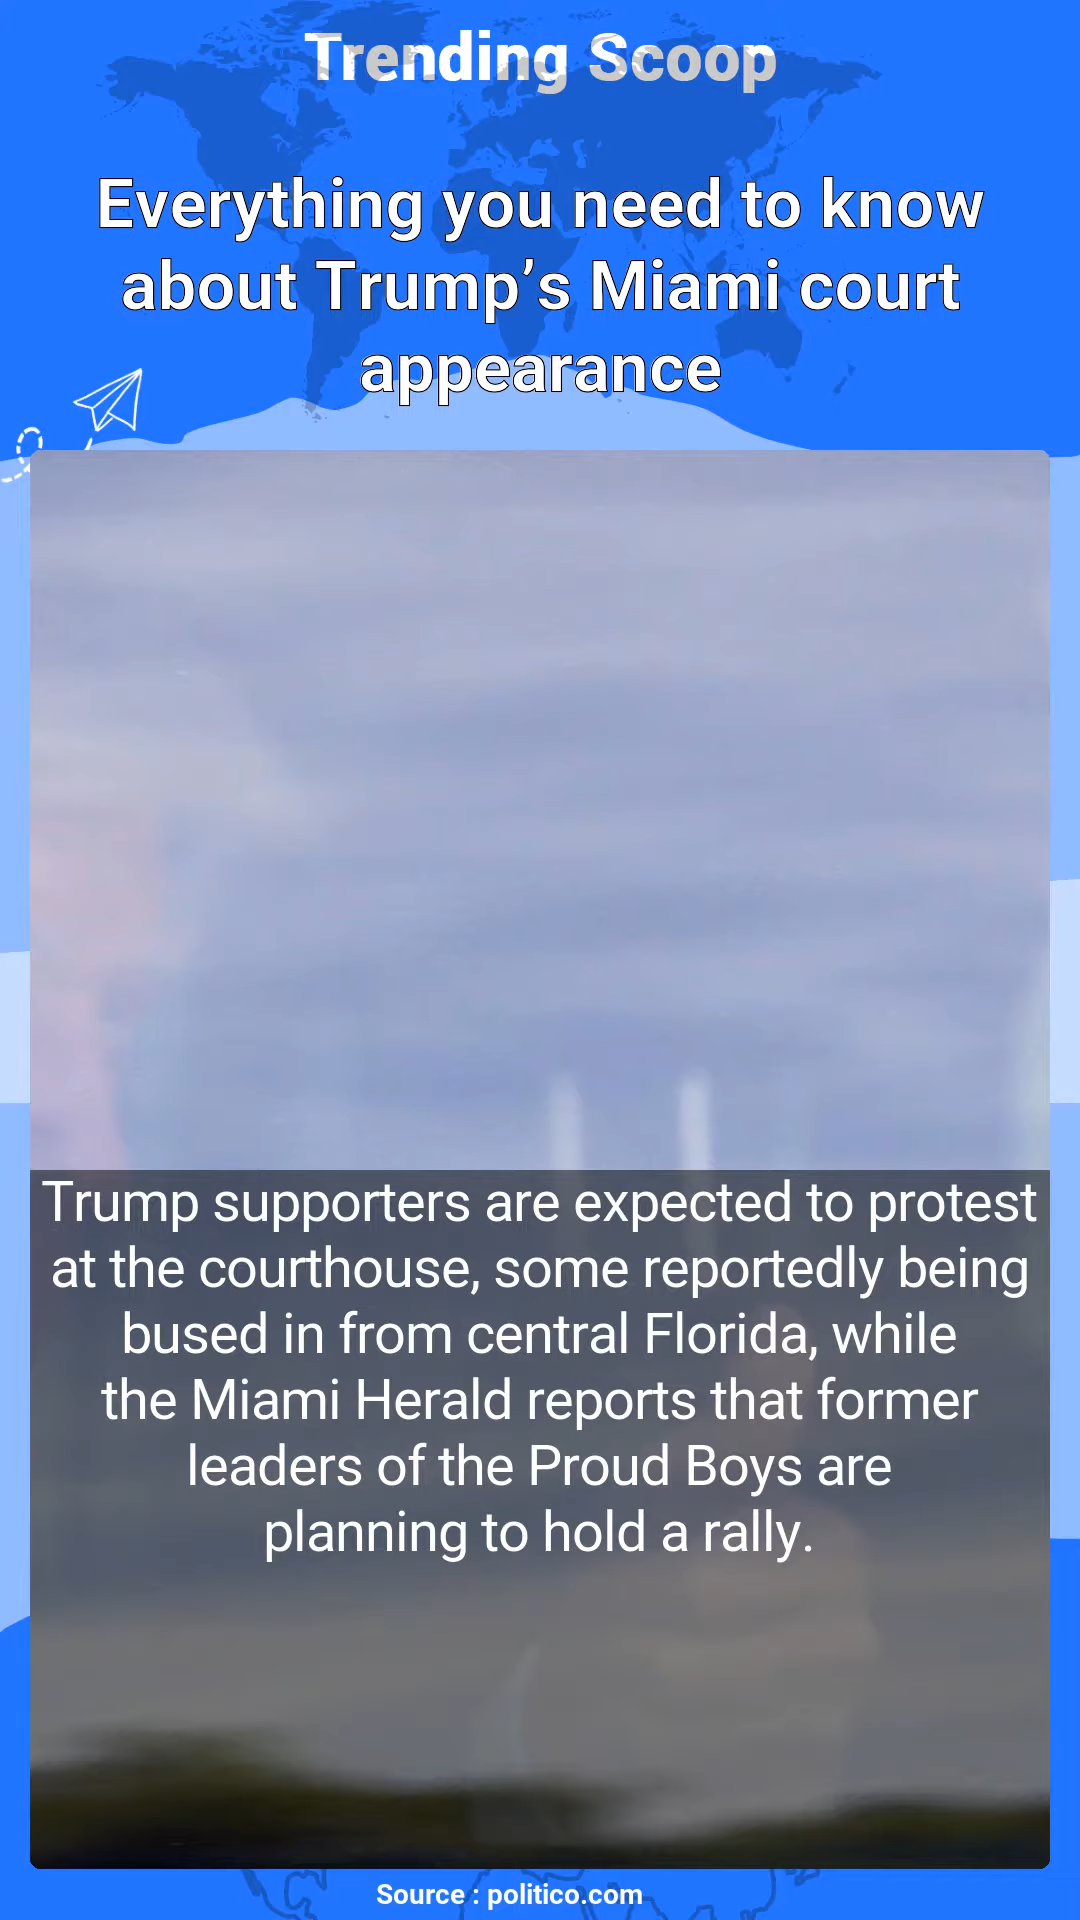 Trending Scoop
Everything you need to know
about Trump’s Miami court
appearance
Trump supporters are expected to protest
at the courthouse, some reportedly being
bused in from central Florida, while
the Miami Herald reports that former
leaders of the Proud Boys are
planning to hold a rally.
Source : politico.com